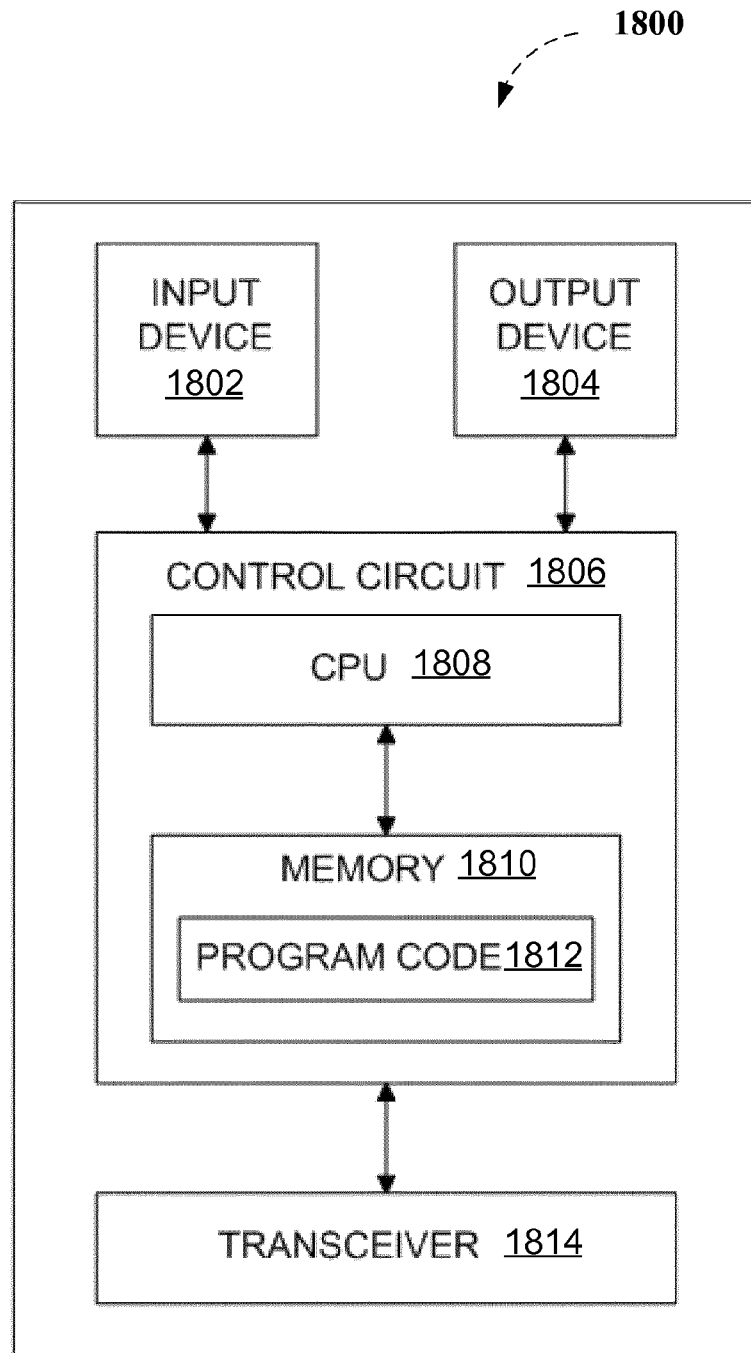 1800
INPUT
DEVICE
1802
OUTPUT
DEVICE
1804
CONTROL CIRCUIT 1806
CPU 1808
MEMORY 1810
PROGRAM CODE 1812
TRANSCEIVER 1814